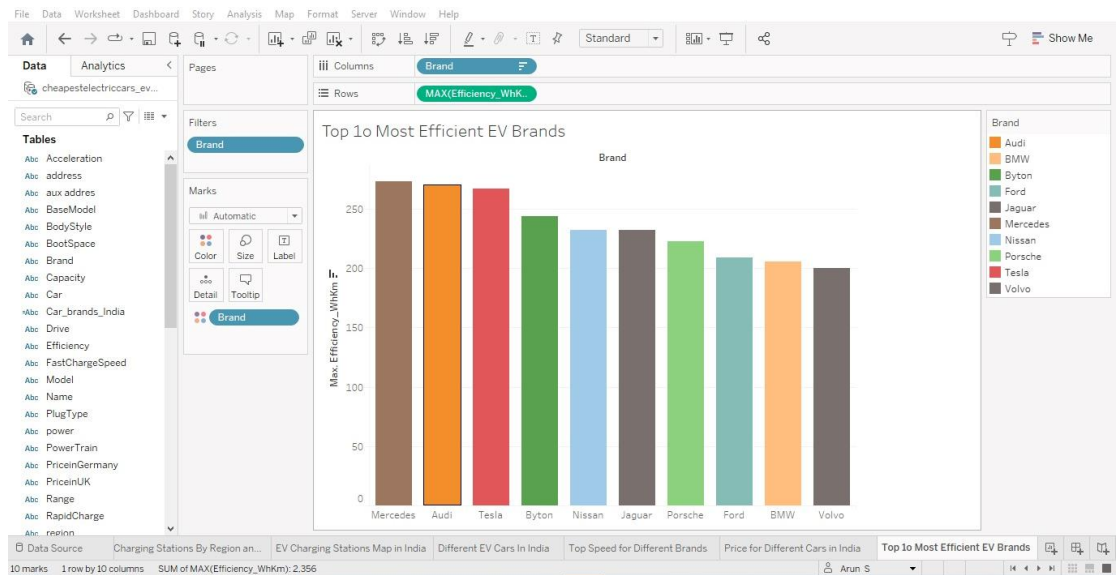 File Data Worksheet Dashboard Story Analysis Map Format Server Window Help
Standard
Show Me
Data
Analytics
cheapestelectriccars_ev...
Search
Tables
Abc Acceleration
Abc address
Abc aux addres
Abc BaseModel
Abc BodyStyle
Abc BootSpace
Abc Brand
Abc Capacity
Abc Car
Abc Car_brands_India
Abc Drive
Abc Efficiency
Abc FastChargeSpeed
Abc Model
Abc Name
Abc PlugType
Abc power
Abc PowerTrain
Abc PriceinGermany
Abc PriceinUK
Abc Range
Abc RapidCharge
Abc region
Pages
Filters
Brand
Marks
Automatic
Color Size Label
Detail Tooltip
Brand
Columns
Brand
Rows
MAX(Efficiency_WhK..
Top 1o Most Efficient EV Brands
Brand
Max. Efficiency_WhKm
250
200
150
100
50
0
Mercedes Audi Tesla Byton Nissan Jaguar Porsche Ford BMW Volvo
Brand
Audi
BMW
Byton
Ford
Jaguar
Mercedes
Nissan
Porsche
Tesla
Volvo
Data Source
Charging Stations By Region an...
EV Charging Stations Map in India
Different EV Cars In India
Top Speed for Different Brands
Price for Different Cars in India
Top 1o Most Efficient EV Brands
10 marks 1 row by 10 columns SUM of MAX(Efficiency_WhKm): 2,356
Arun S